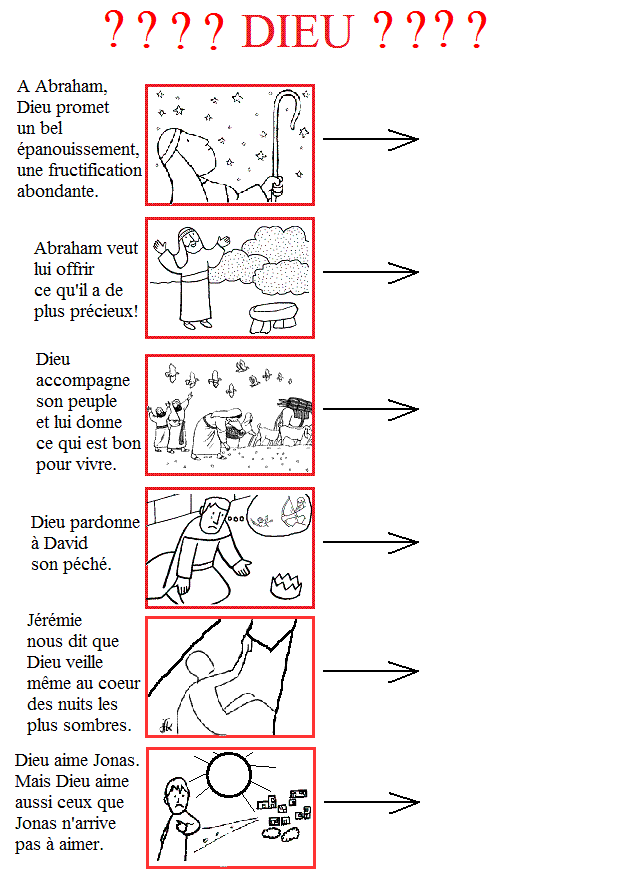 ? ? ? ? DIEU ? ? ? ?
A Abraham,
Dieu promet
un bel
épanouissement,
une fructification
abondante.
Abraham veut
lui offrir
ce qu'il a de
plus précieux!
Dieu
accompagne
son peuple
et lui donne
ce qui est bon
pour vivre.
Dieu pardonne
à David
son péché.
Jérémie
nous dit que
Dieu veille
même au coeur
des nuits les
plus sombres.
Dieu aime Jonas.
Mais Dieu aime
aussi ceux que
Jonas n'arrive
pas à aimer.